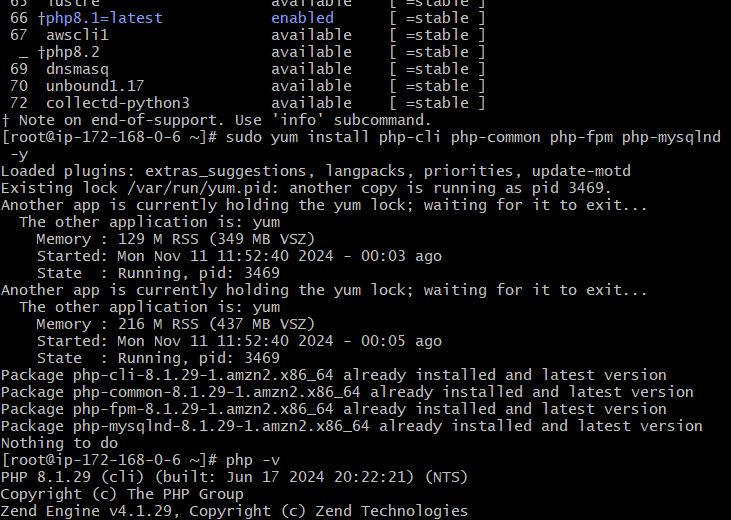 65 lustre available [ =stable ]
66 †php8.1=latest enabled [ =stable ]
67 awscli1 available [ =stable ]
_ †php8.2 available [ =stable ]
69 dnsmasq available [ =stable ]
70 unbound1.17 available [ =stable ]
72 collectd-python3 available [ =stable ]
† Note on end-of-support. Use 'info' subcommand.
[root@ip-172-168-0-6 ~]# sudo yum install php-cli php-common php-fpm php-mysqlnd
-y
Loaded plugins: extras_suggestions, langpacks, priorities, update-motd
Existing lock /var/run/yum.pid: another copy is running as pid 3469.
Another app is currently holding the yum lock; waiting for it to exit...
The other application is: yum
Memory : 129 M RSS (349 MB VSZ)
Started: Mon Nov 11 11:52:40 2024 - 00:03 ago
State : Running, pid: 3469
Another app is currently holding the yum lock; waiting for it to exit...
The other application is: yum
Memory : 216 M RSS (437 MB VSZ)
Started: Mon Nov 11 11:52:40 2024 - 00:05 ago
State : Running, pid: 3469
Package php-cli-8.1.29-1.amzn2.x86_64 already installed and latest version
Package php-common-8.1.29-1.amzn2.x86_64 already installed and latest version
Package php-fpm-8.1.29-1.amzn2.x86_64 already installed and latest version
Package php-mysqlnd-8.1.29-1.amzn2.x86_64 already installed and latest version
Nothing to do
[root@ip-172-168-0-6 ~]# php -v
PHP 8.1.29 (cli) (built: Jun 17 2024 20:22:21) (NTS)
Copyright (c) The PHP Group
Zend Engine v4.1.29, Copyright (c) Zend Technologies